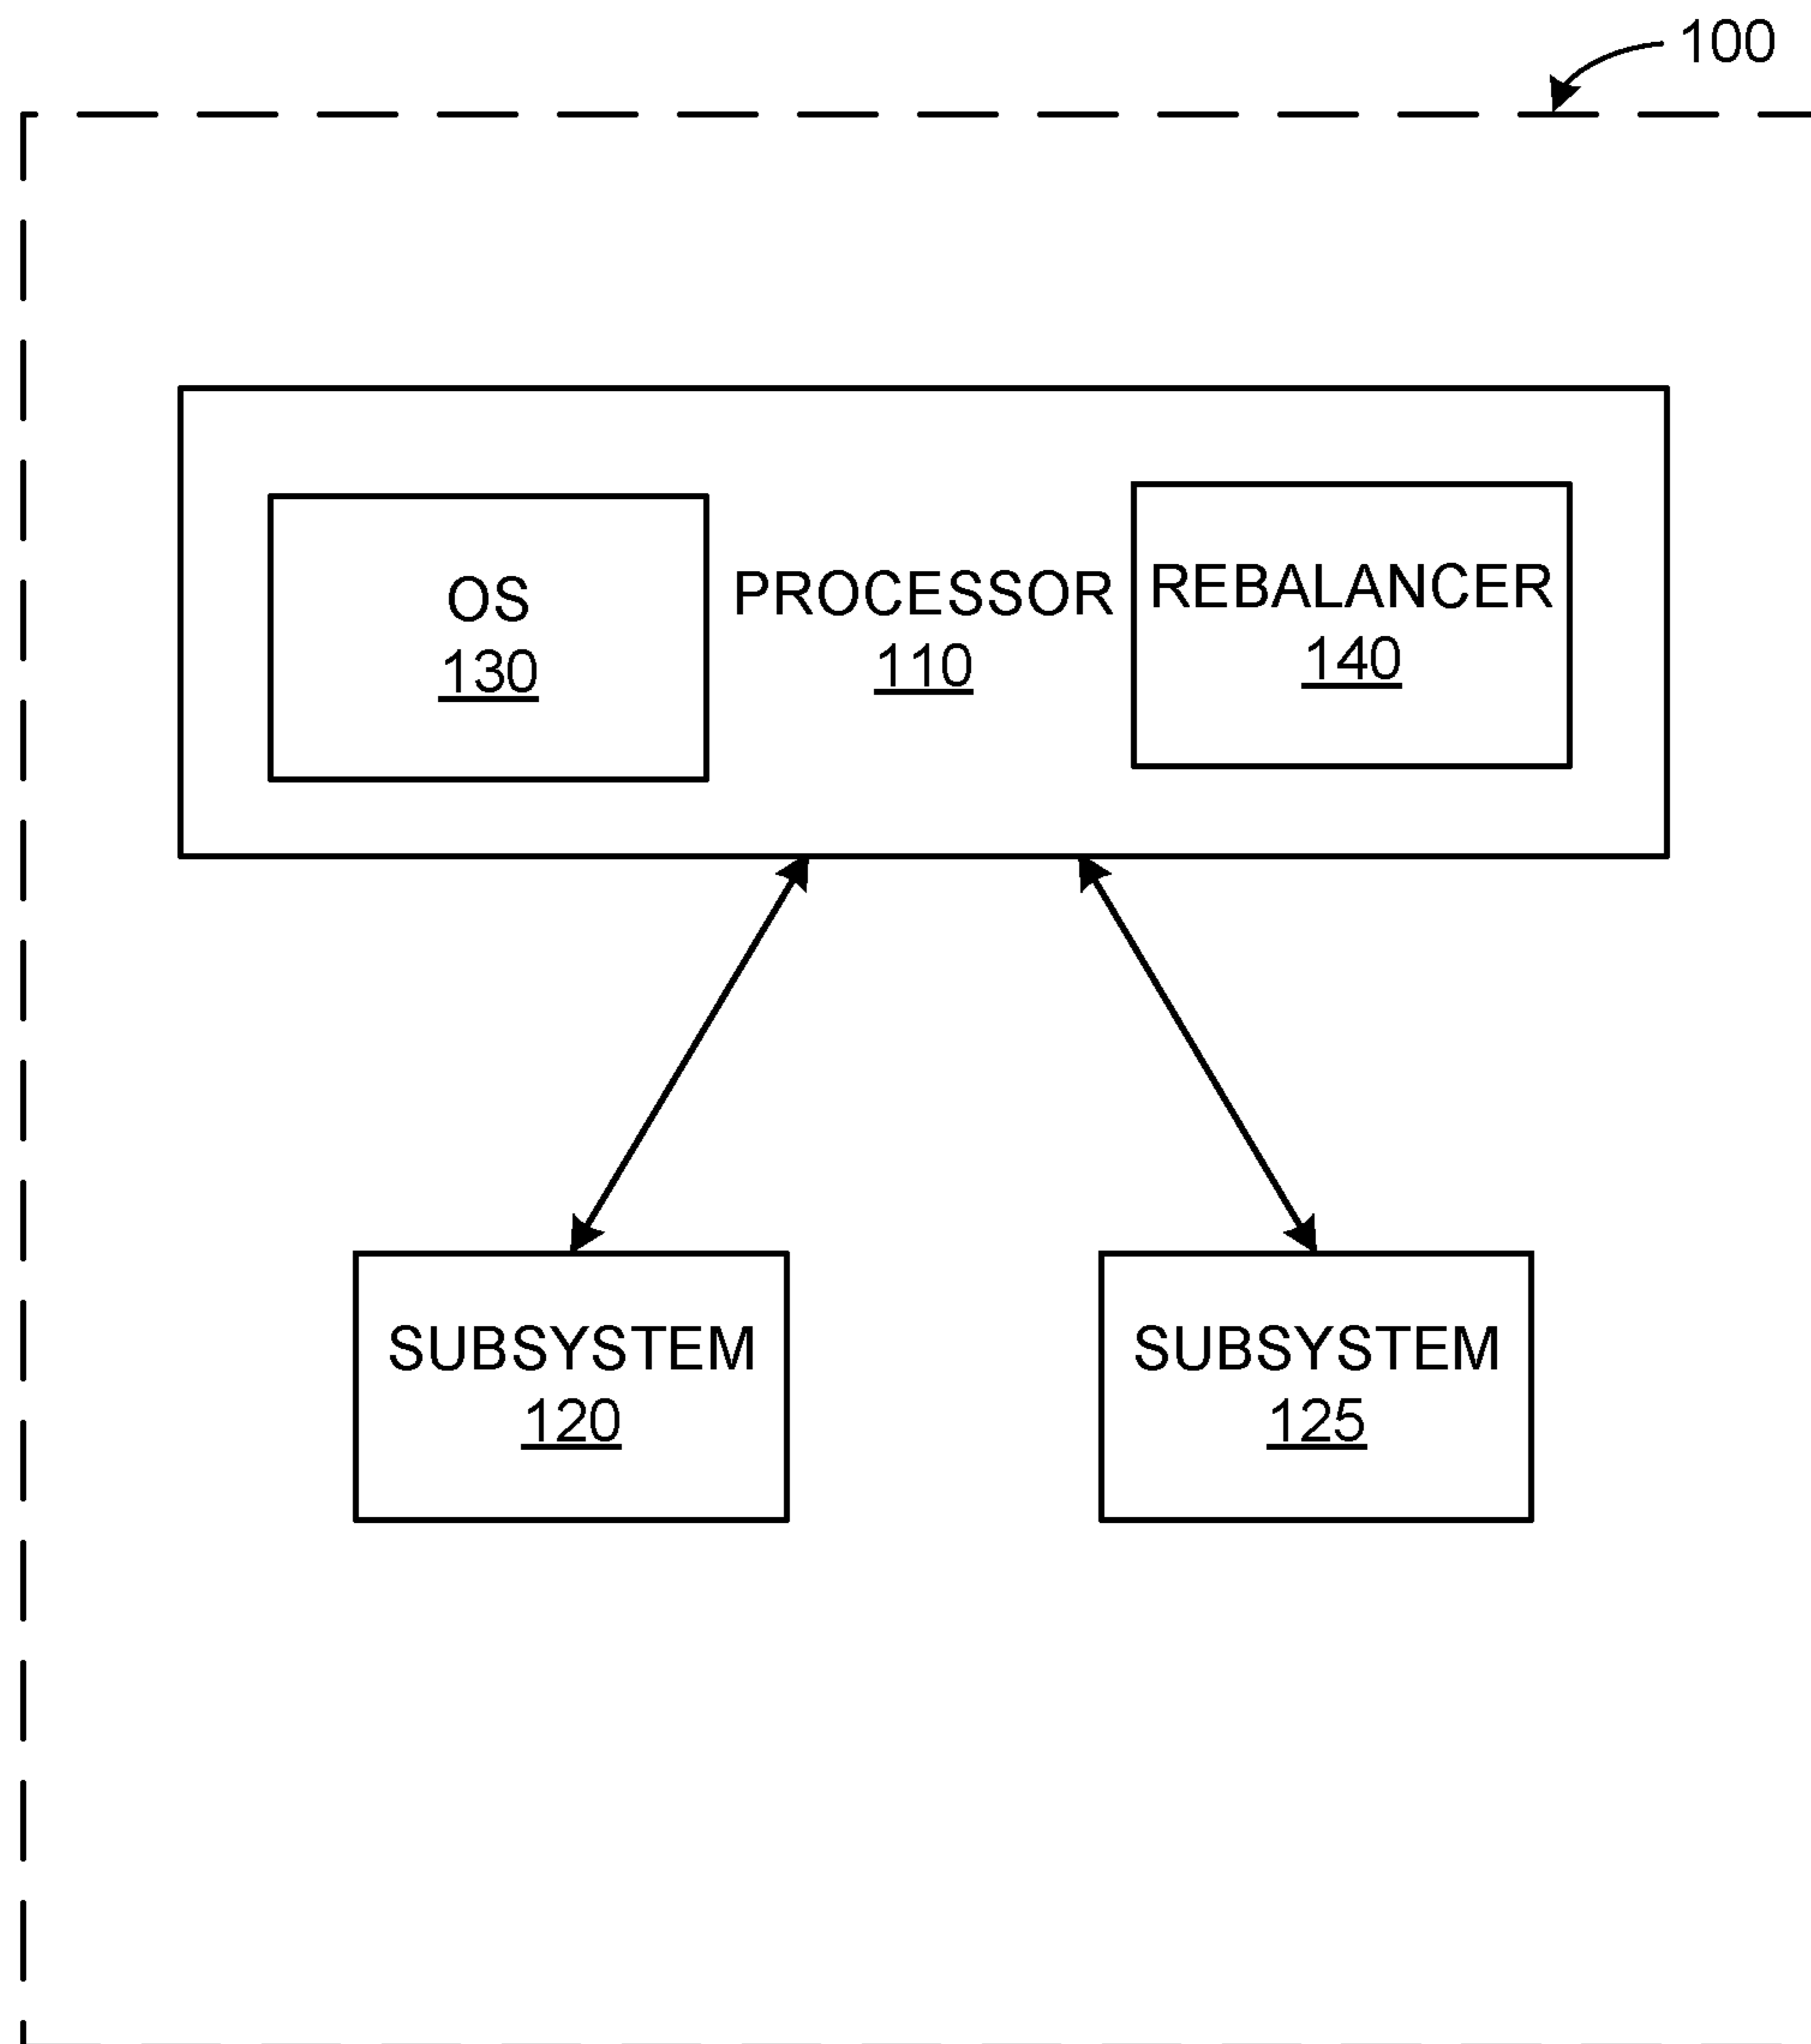 100
OS
130
PROCESSOR
110
REBALANCER
140
SUBSYSTEM
120
SUBSYSTEM
125